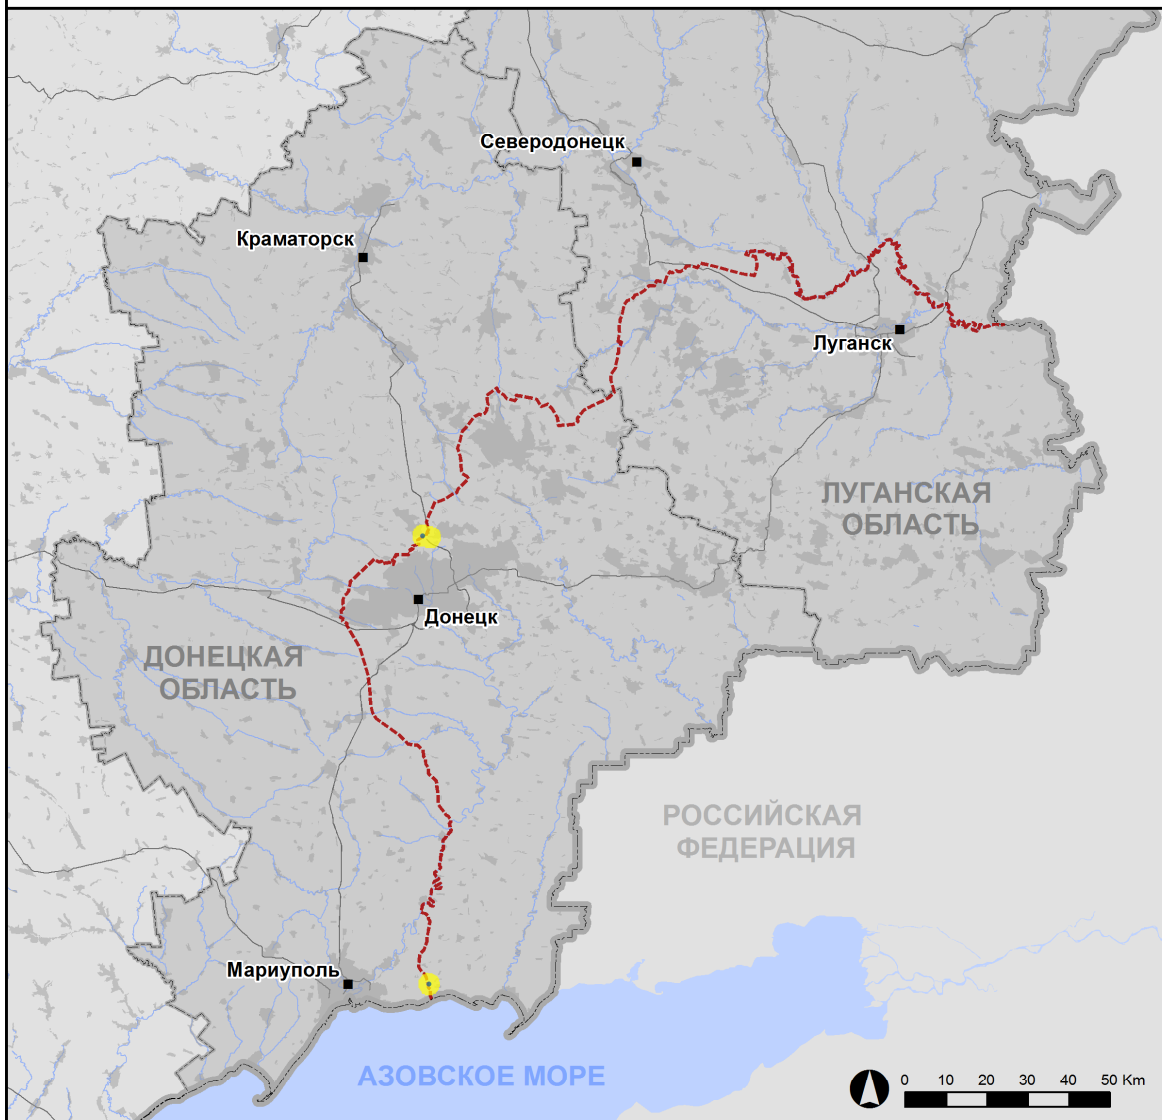 Северодонецк
Краматорск
Луганск
ЛУГАНСКАЯ
ОБЛАСТЬ
Донецк
ДОНЕЦКАЯ
ОБЛАСТЬ
РОССИЙСКАЯ
ФЕДЕРАЦИЯ
Мариуполь
АЗОВСКОЕ МОРЕ
0 10 20 30 40 50 Km